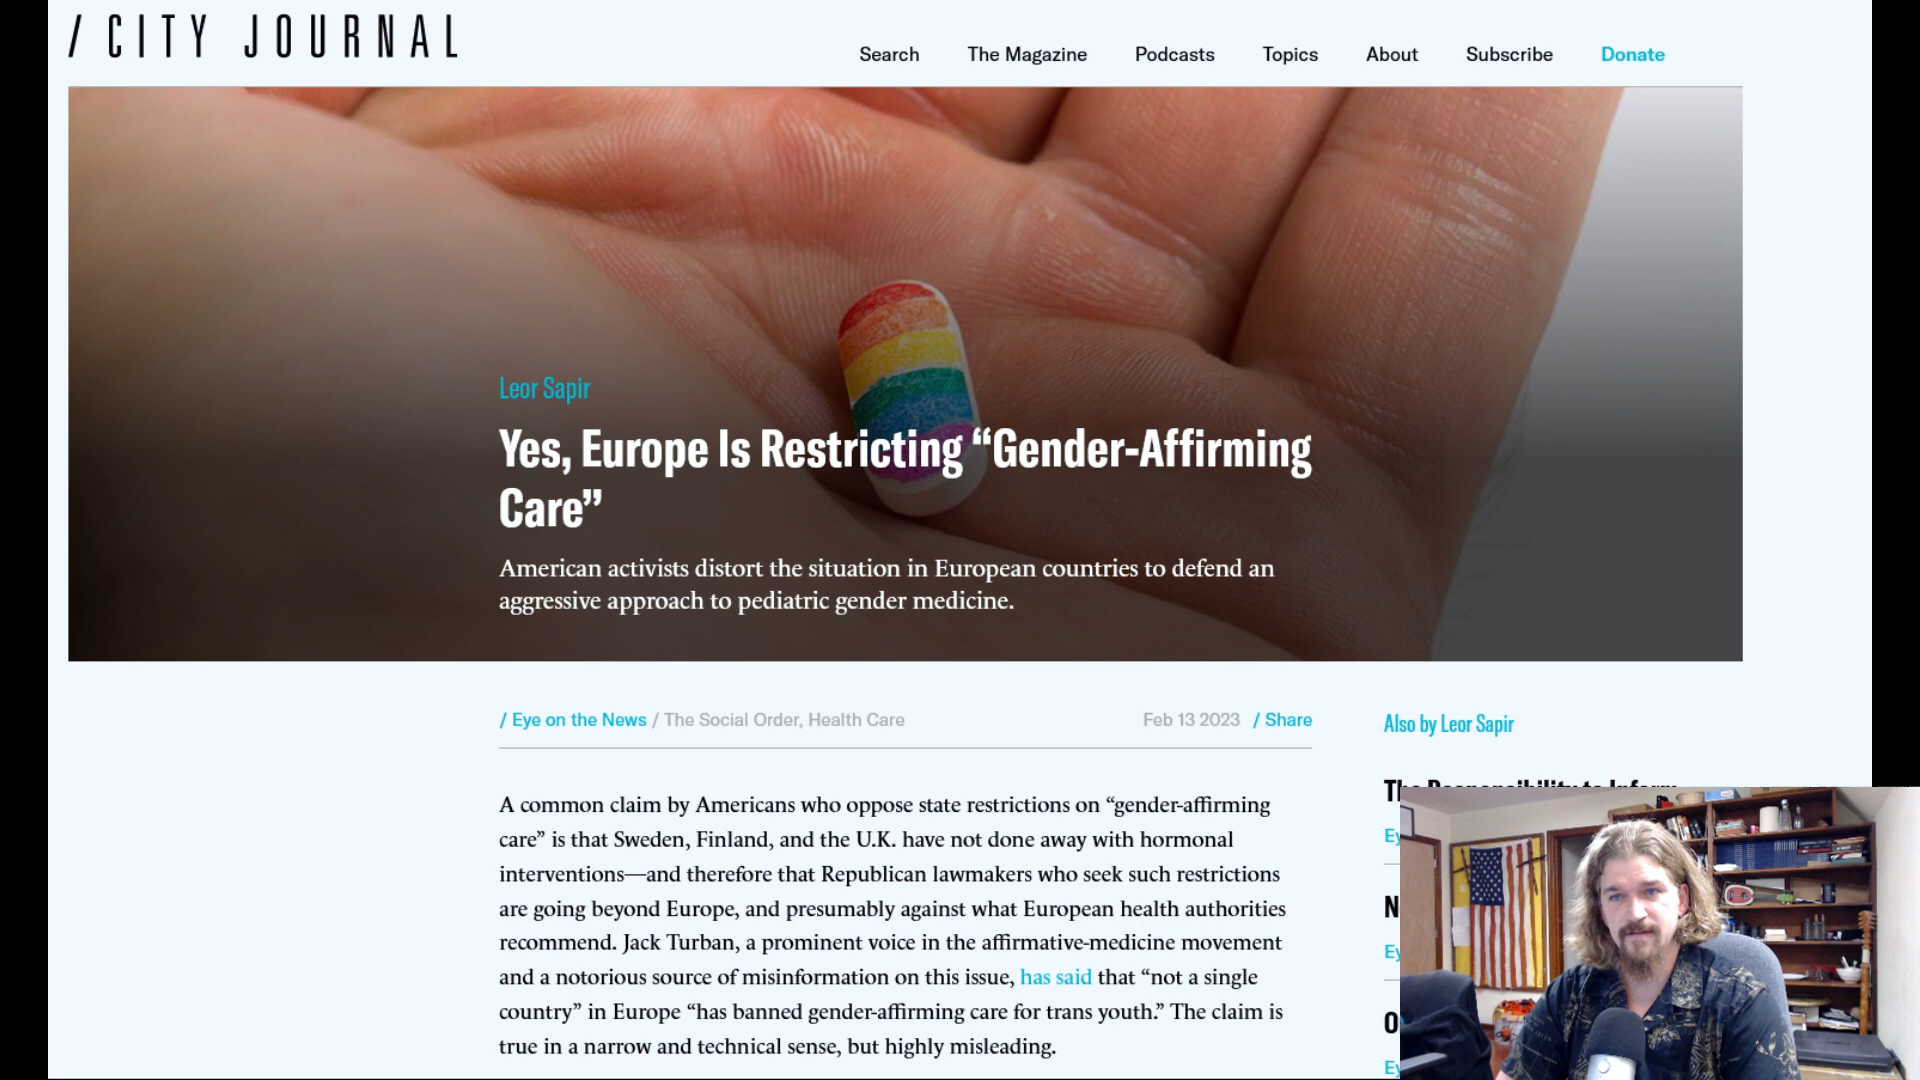 / CITY JOURNAL
Search The Magazine Podcasts Topics About Subscribe Donate
Leor Sapir
Yes, Europe Is Restricting “Gender-Affirming
Care”
American activists distort the situation in European countries to defend an
aggressive approach to pediatric gender medicine.
/ Eye on the News / The Social Order, Health Care
Feb 13 2023 / Share
A common claim by Americans who oppose state restrictions on “gender-affirming
care” is that Sweden, Finland, and the U.K. have not done away with hormonal
interventions—and therefore that Republican lawmakers who seek such restrictions
are going beyond Europe, and presumably against what European health authorities
recommend. Jack Turban, a prominent voice in the affirmative-medicine movement
and a notorious source of misinformation on this issue, has said that “not a single
country” in Europe “has banned gender-affirming care for trans youth.” The claim is
true in a narrow and technical sense, but highly misleading.
Also by Leor Sapir
The Responsibility to Inform